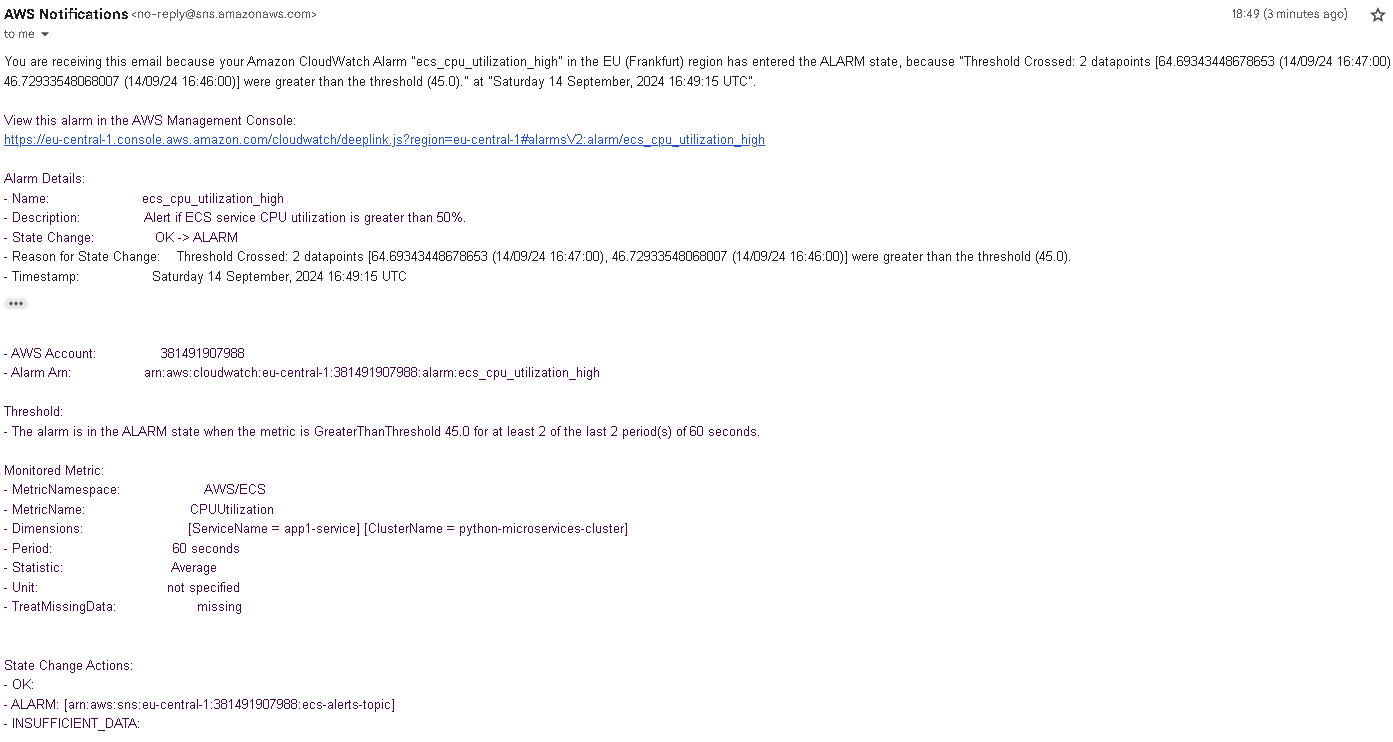 AWS Notifications <no-reply@sns.amazonaws.com> 18:49 (3 minutes ago)
to me
You are receiving this email because your Amazon CloudWatch Alarm "ecs_cpu_utilization_high" in the EU (Frankfurt) region has entered the ALARM state, because "Threshold Crossed: 2 datapoints [64.69343448678653 (14/09/24 16:47:00)
46.72933548068007 (14/09/24 16:46:00)] were greater than the threshold (45.0)." at "Saturday 14 September, 2024 16:49:15 UTC".
View this alarm in the AWS Management Console:
https://eu-central-1.console.aws.amazon.com/cloudwatch/deeplink.js?region=eu-central-1#alarmsV2:alarm/ecs_cpu_utilization_high
Alarm Details:
- Name: ecs_cpu_utilization_high
- Description: Alert if ECS service CPU utilization is greater than 50%.
- State Change: OK -> ALARM
- Reason for State Change: Threshold Crossed: 2 datapoints [64.69343448678653 (14/09/24 16:47:00), 46.72933548068007 (14/09/24 16:46:00)] were greater than the threshold (45.0).
- Timestamp: Saturday 14 September, 2024 16:49:15 UTC
- AWS Account: 381491907988
- Alarm Arn: arn:aws:cloudwatch:eu-central-1:381491907988:alarm:ecs_cpu_utilization_high
Threshold:
- The alarm is in the ALARM state when the metric is GreaterThanThreshold 45.0 for at least 2 of the last 2 period(s) of 60 seconds.
Monitored Metric:
- MetricNamespace: AWS/ECS
- MetricName: CPUUtilization
- Dimensions: [ServiceName = app1-service] [ClusterName = python-microservices-cluster]
- Period: 60 seconds
- Statistic: Average
- Unit: not specified
- TreatMissingData: missing
State Change Actions:
- OK:
- ALARM: [arn:aws:sns:eu-central-1:381491907988:ecs-alerts-topic]
- INSUFFICIENT_DATA: